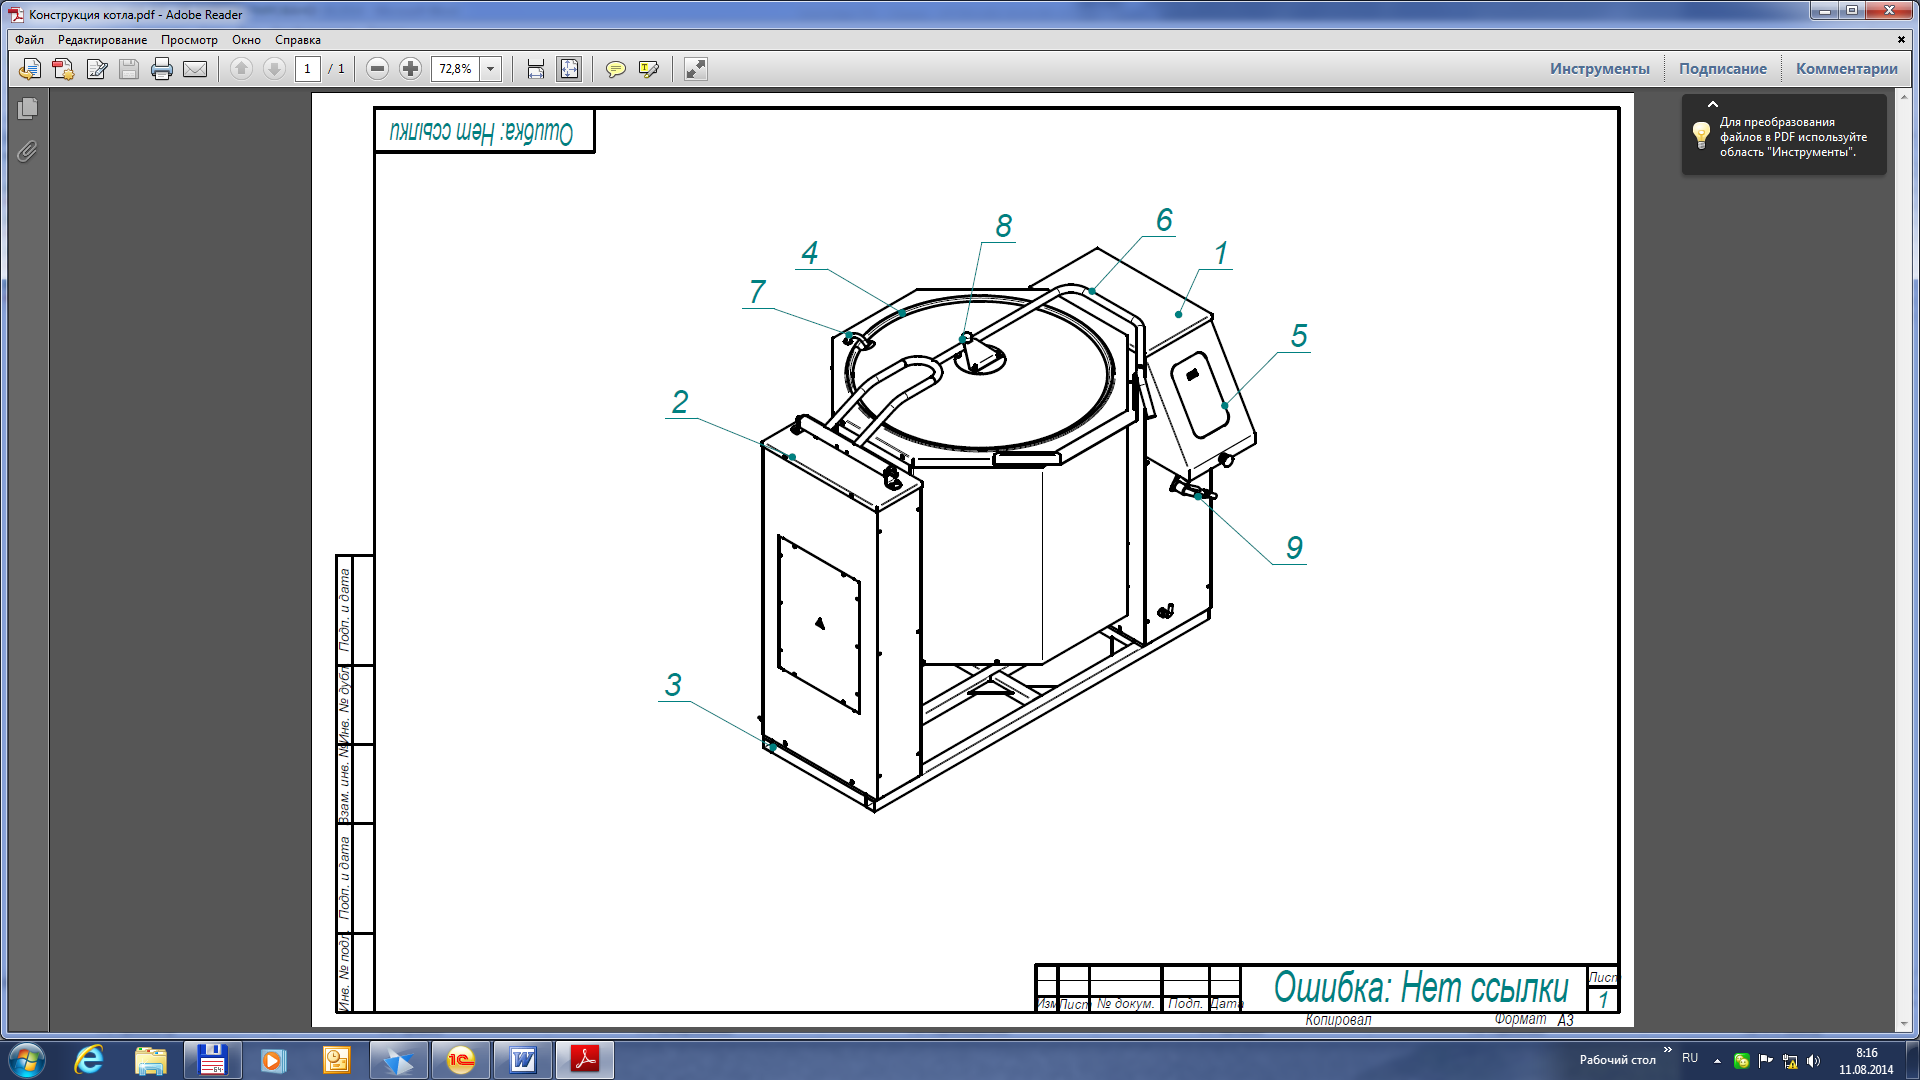 Конструкция котла.pdf - Adobe Reader
Файл Редактирование Просмотр Окно Справка
1 / 1 72,8% Инструменты Подписание Комментарии
Для преобразования
файлов в PDF используйте
область "Инструменты".
Ошибка: Нет ссылки
8
6
4
1
7
5
2
9
3
Подп. и дата
Инв. № дубл.
Взам. инв. №
Подп. и дата
Инв. № подл.
Изм Лист № докум. Подп. Дата
Ошибка: Нет ссылки
Лист
1
Копировал Формат А3
Рабочий стол » RU
8:16
11.08.2014
64
1С
W